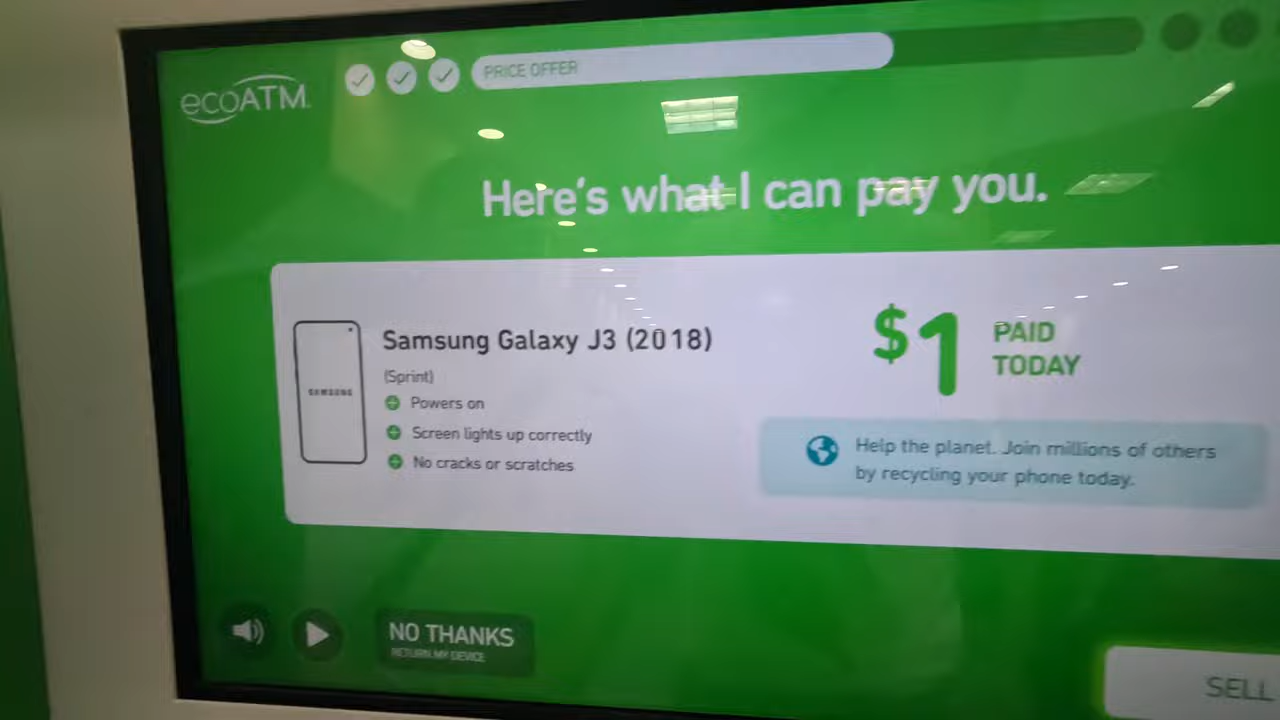 ecoATM
PRICE OFFER
Here's what I can pay you.
Samsung Galaxy J3 (2018)
(Sprint)
Powers on
Screen lights up correctly
No cracks or scratches
SAMSUNG
$1
PAID
TODAY
Help the planet. Join millions of others
by recycling your phone today.
NO THANKS
RETURN MY DEVICE
SELL